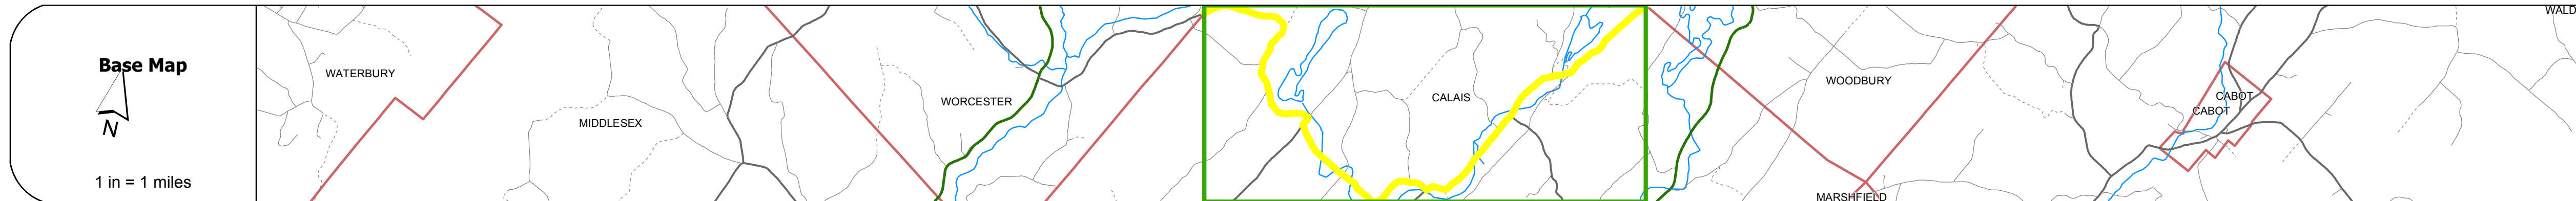 Base Map
N
1 in = 1 miles
WATERBURY
MIDDLESEX
WORCESTER
CALAIS
WOODBURY
MARSHFIELD
CABOT
CABOT
WALD